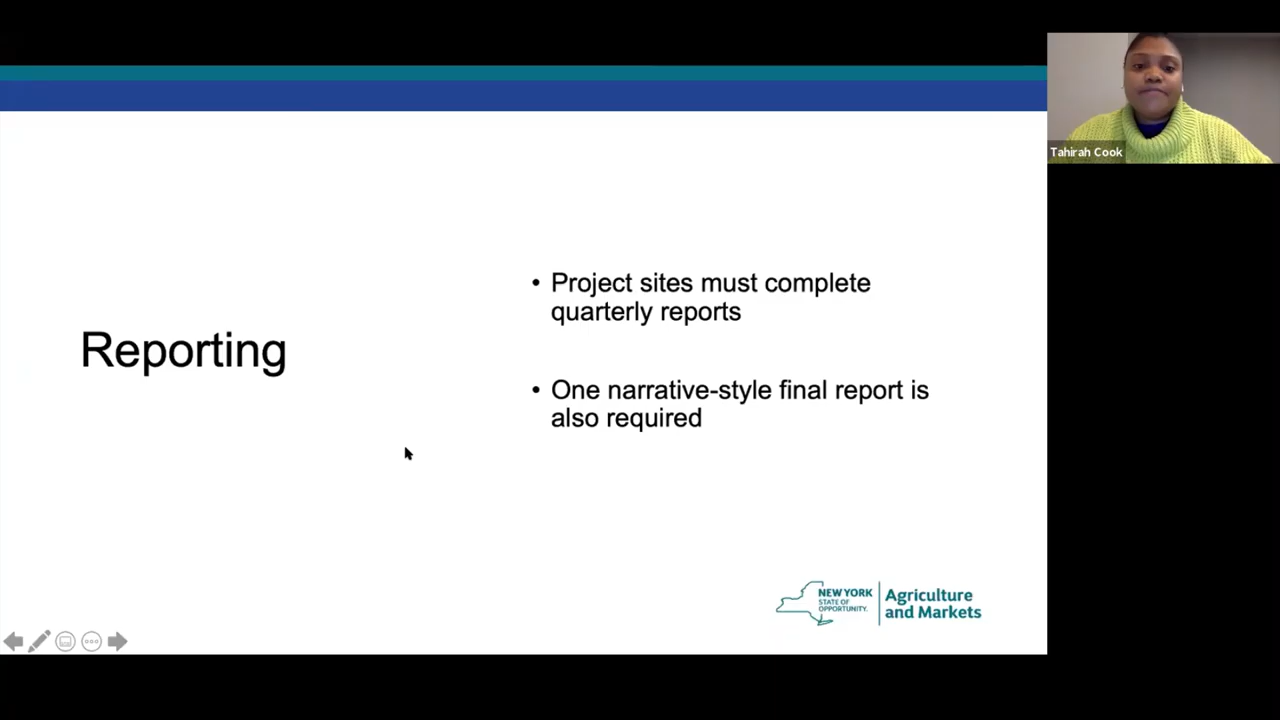 Tahirah Cook
Reporting
• Project sites must complete
quarterly reports
• One narrative-style final report is
also required
NEW YORK
STATE OF
OPPORTUNITY.
Agriculture
and Markets